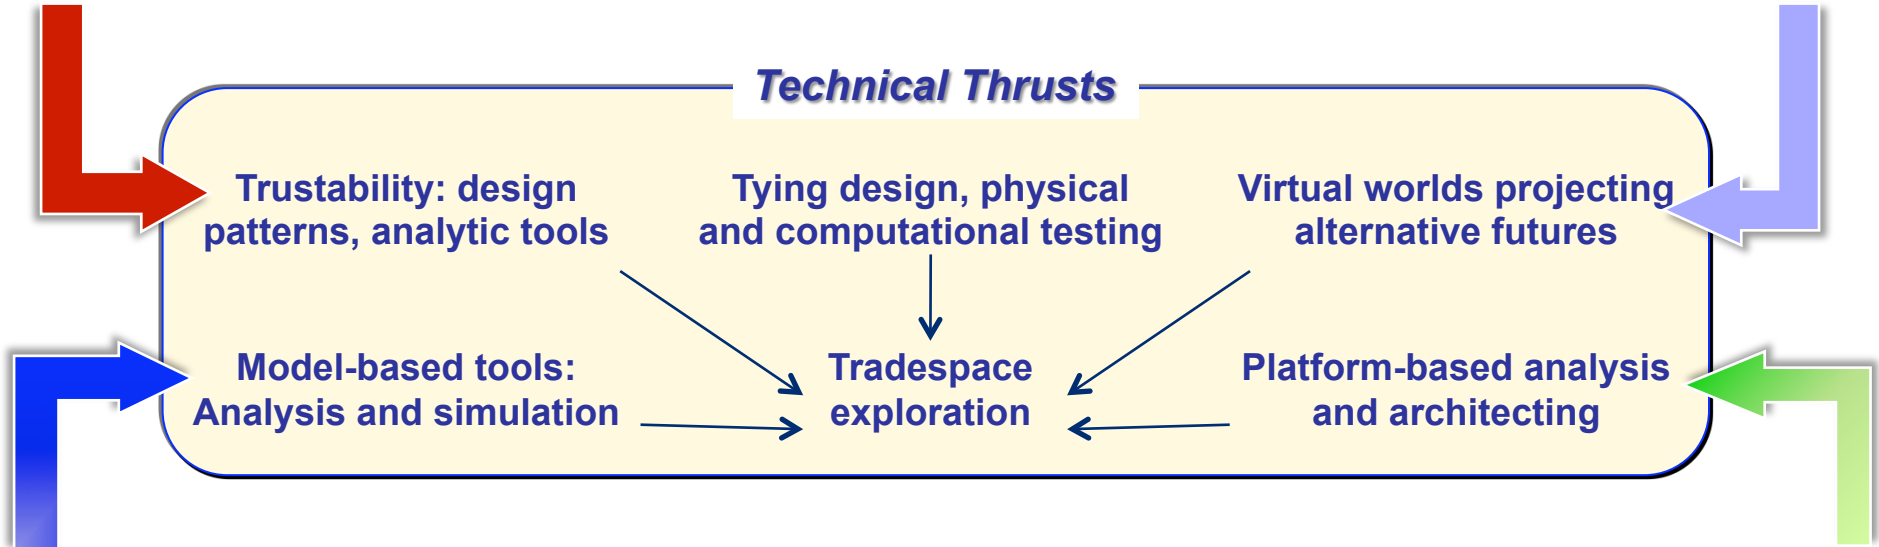 Technical Thrusts
Trustability: design
patterns, analytic tools
Tying design, physical
and computational testing
Virtual worlds projecting
alternative futures
Model-based tools:
Analysis and simulation
Tradespace
exploration
Platform-based analysis
and architecting